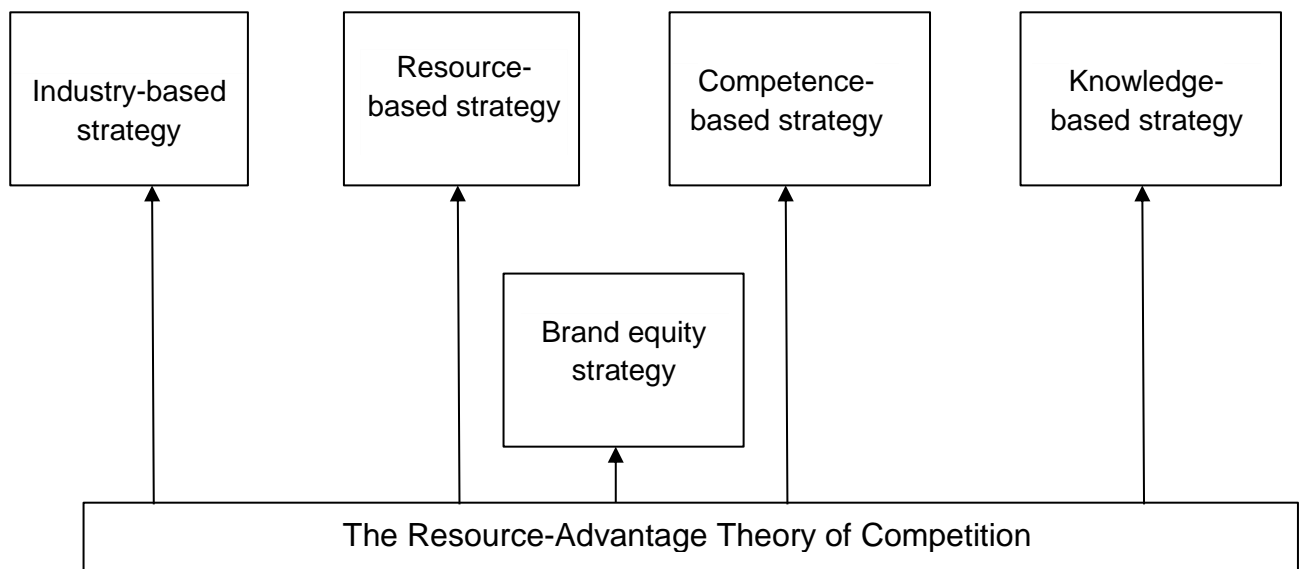 Industry-based
strategy
Resource-
based strategy
Competence-
based strategy
Knowledge-
based strategy
Brand equity
strategy
The Resource-Advantage Theory of Competition